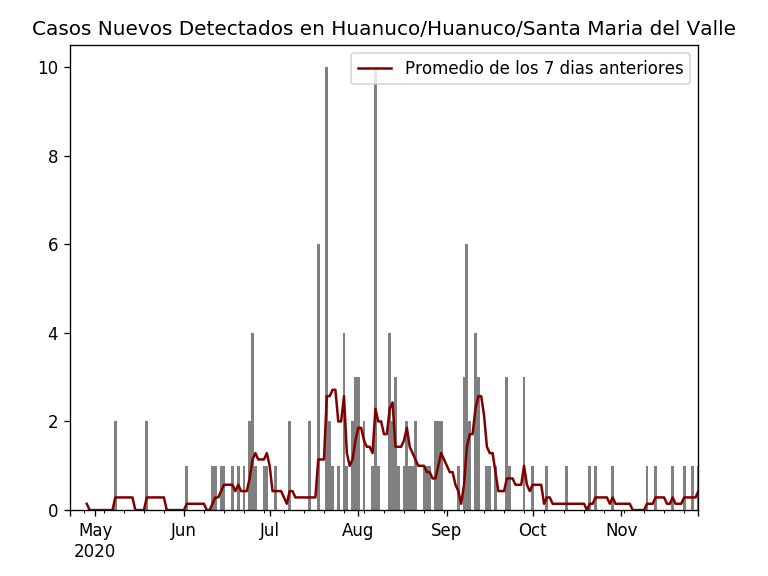 Casos Nuevos Detectados en Huanuco/Huanuco/Santa Maria del Valle
Promedio de los 7 dias anteriores
10
8
6
4
2
0
May Jun Jul Aug Sep Oct Nov
2020